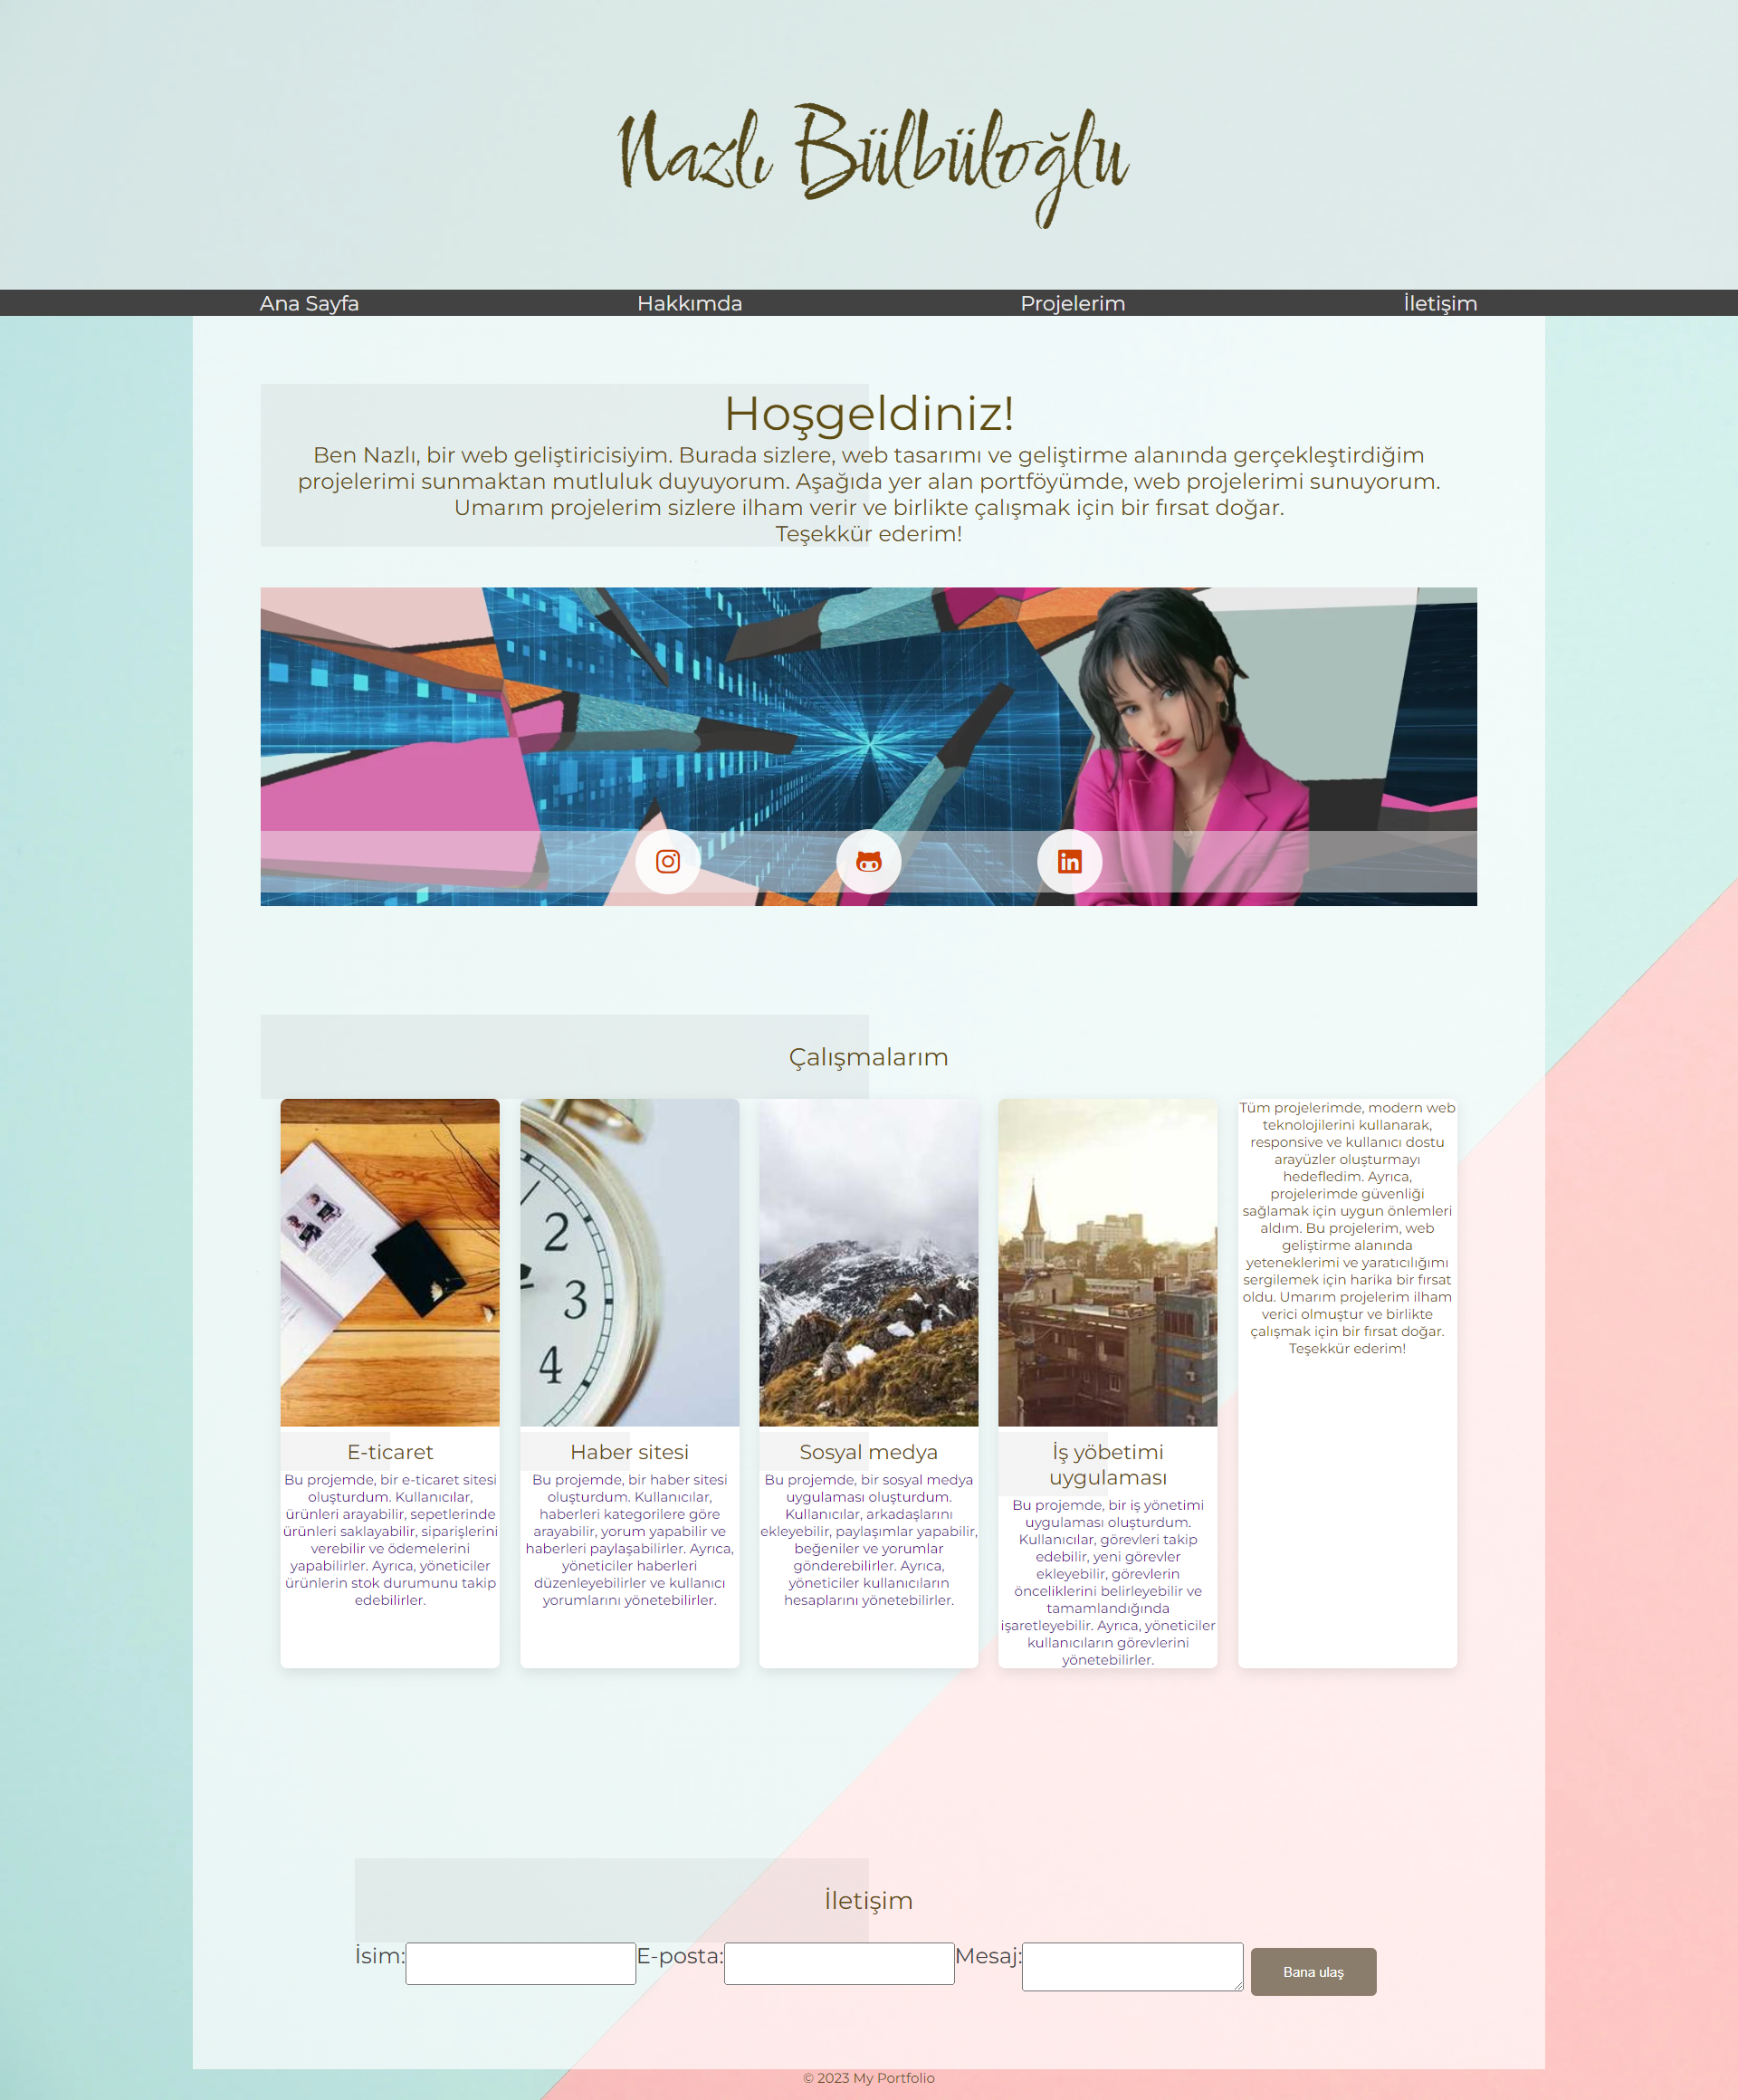 Nazlı Bülbüloğlu
Ana Sayfa Hakkımda Projelerim İletişim
Hoşgeldiniz!
Ben Nazlı, bir web geliştiricisiyim. Burada sizlere, web tasarımı ve geliştirme alanında gerçekleştirdiğim
projelerimi sunmaktan mutluluk duyuyorum. Aşağıda yer alan portföyümde, web projelerimi sunuyorum.
Umarım projelerim sizlere ilham verir ve birlikte çalışmak için bir fırsat doğar.
Teşekkür ederim!
Çalışmalarım
2
3
4
E-ticaret
Bu projemde, bir e-ticaret sitesi
oluşturdum. Kullanıcılar,
ürünleri arayabilir, sepetlerinde
ürünleri saklayabilir, siparişlerini
verebilir ve ödemelerini
yapabilirler. Ayrıca, yöneticiler
ürünlerin stok durumunu takip
edebilirler.
Haber sitesi
Bu projemde, bir haber sitesi
oluşturdum. Kullanıcılar,
haberleri kategorilere göre
arayabilir, yorum yapabilir ve
haberleri paylaşabilirler. Ayrıca,
yöneticiler haberleri
düzenleyebilirler ve kullanıcı
yorumlarını yönetebilirler.
Sosyal medya
Bu projemde, bir sosyal medya
uygulaması oluşturdum.
Kullanıcılar, arkadaşlarını
ekleyebilir, paylaşımlar yapabilir,
beğeniler ve yorumlar
gönderebilirler. Ayrıca,
yöneticiler kullanıcıların
hesaplarını yönetebilirler.
İş yöbetimi
uygulaması
Bu projemde, bir iş yönetimi
uygulaması oluşturdum.
Kullanıcılar, görevleri takip
edebilir, yeni görevler
ekleyebilir, görevlerin
önceliklerini belirleyebilir ve
tamamlandığında
işaretleyebilir. Ayrıca, yöneticiler
kullanıcıların görevlerini
yönetebilirler.
Tüm projelerimde, modern web
teknolojilerini kullanarak,
responsive ve kullanıcı dostu
arayüzler oluşturmayı
hedefledim. Ayrıca,
projelerimde güvenliği
sağlamak için uygun önlemleri
aldım. Bu projelerim, web
geliştirme alanında
yeteneklerimi ve yaratıcılığımı
sergilemek için harika bir fırsat
oldu. Umarım projelerim ilham
verici olmuştur ve birlikte
çalışmak için bir fırsat doğar.
Teşekkür ederim!
İletişim
İsim: E-posta: Mesaj: Bana ulaş
© 2023 My Portfolio